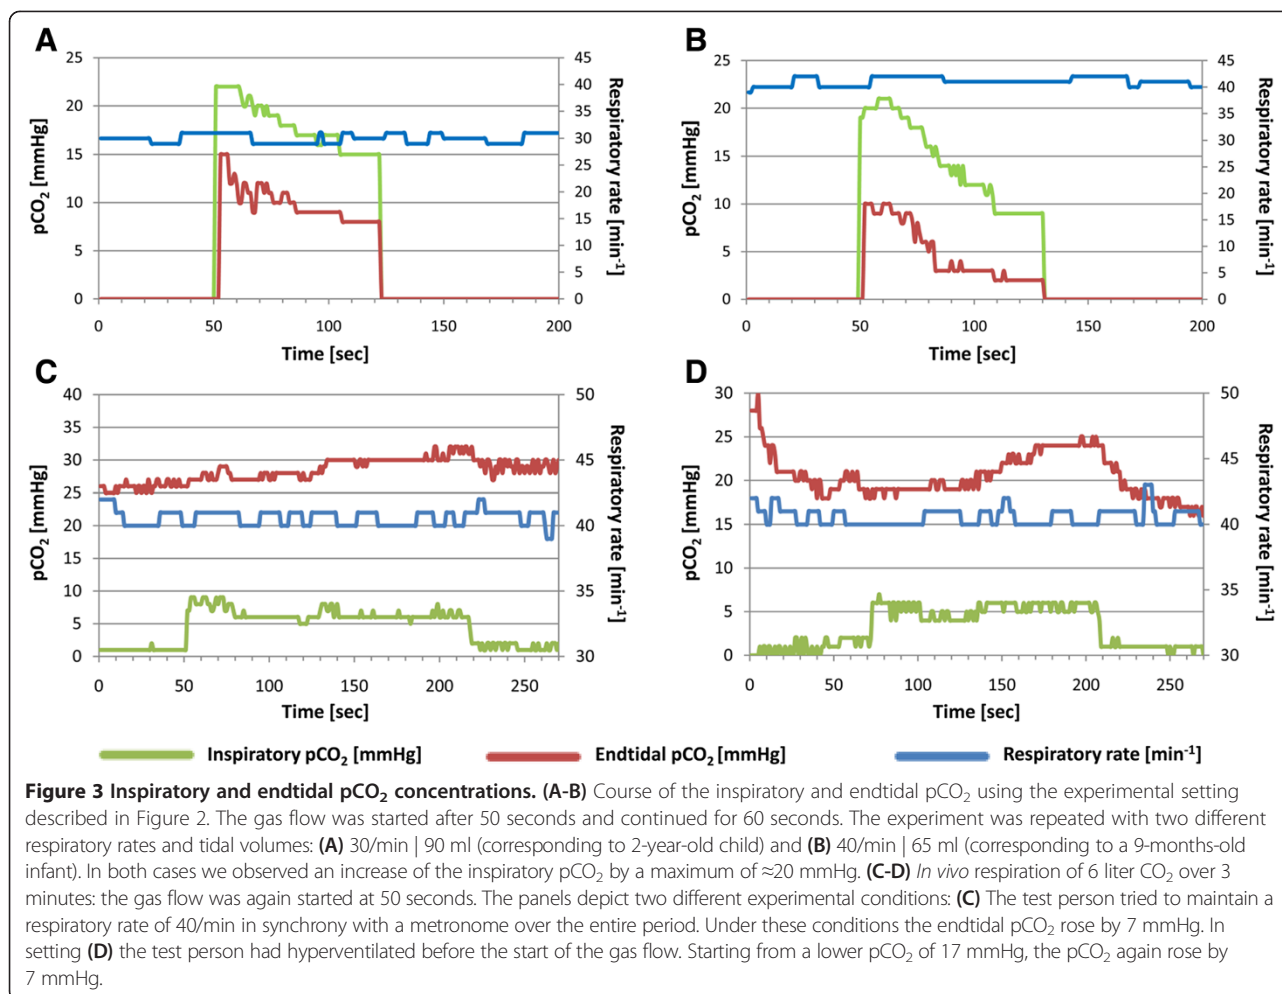 A
25
20
15
10
5
0
pCO2 [mmHg]
45
40
35
30
25
20
15
10
5
0
Respiratory rate [min-1]
0 50 100 150 200
Time [sec]
B
25
20
15
10
5
0
pCO2 [mmHg]
45
40
35
30
25
20
15
10
5
0
Respiratory rate [min-1]
0 50 100 150 200
Time [sec]
C
40
35
30
25
20
15
10
5
0
pCO2 [mmHg]
50
45
40
35
30
Respiratory rate [min-1]
0 50 100 150 200 250
Time [sec]
D
30
25
20
15
10
5
0
pCO2 [mmHg]
50
45
40
35
30
Respiratory rate [min-1]
0 50 100 150 200 250
Time [sec]
Inspiratory pCO2 [mmHg] Endtidal pCO2 [mmHg] Respiratory rate [min-1]
Figure 3 Inspiratory and endtidal pCO2 concentrations. (A-B) Course of the inspiratory and endtidal pCO2 using the experimental setting
described in Figure 2. The gas flow was started after 50 seconds and continued for 60 seconds. The experiment was repeated with two different
respiratory rates and tidal volumes: (A) 30/min | 90 ml (corresponding to 2-year-old child) and (B) 40/min | 65 ml (corresponding to a 9-months-old
infant). In both cases we observed an increase of the inspiratory pCO2 by a maximum of ≈20 mmHg. (C-D) In vivo respiration of 6 liter CO2 over 3
minutes: the gas flow was again started at 50 seconds. The panels depict two different experimental conditions: (C) The test person tried to maintain a
respiratory rate of 40/min in synchrony with a metronome over the entire period. Under these conditions the endtidal pCO2 rose by 7 mmHg. In
setting (D) the test person had hyperventilated before the start of the gas flow. Starting from a lower pCO2 of 17 mmHg, the pCO2 again rose by
7 mmHg.